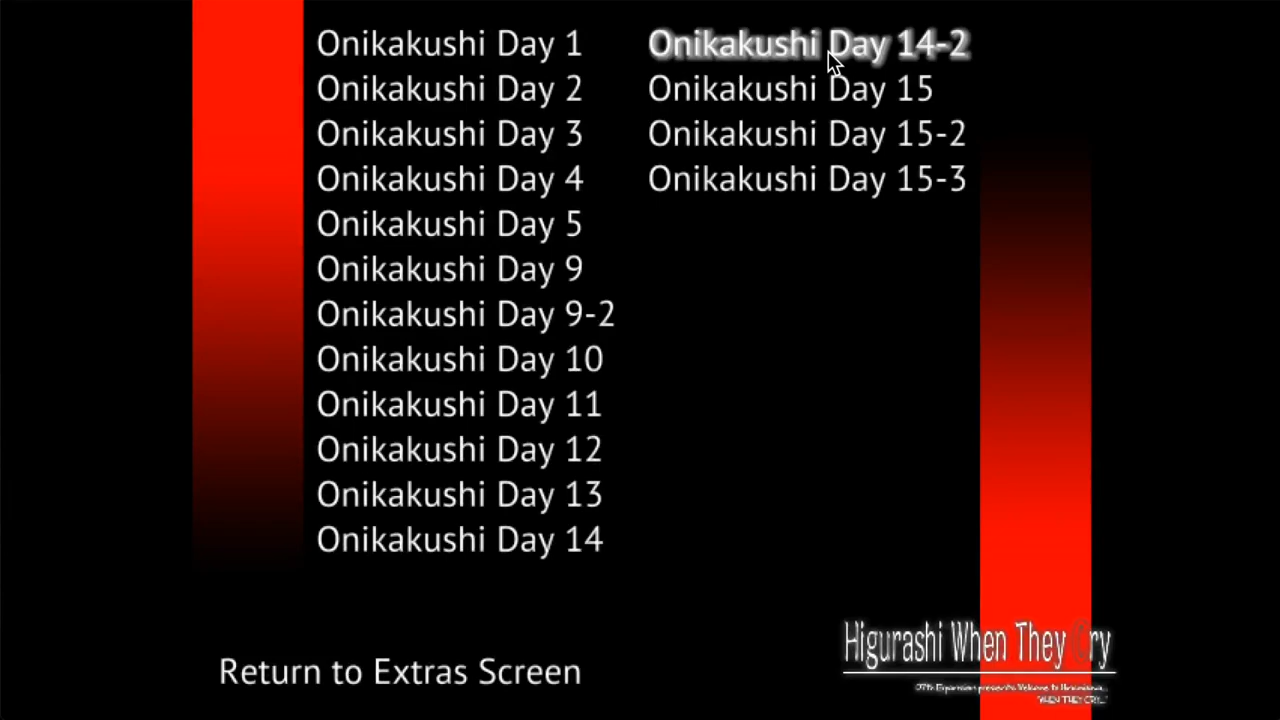 Onikakushi Day 1
Onikakushi Day 2
Onikakushi Day 3
Onikakushi Day 4
Onikakushi Day 5
Onikakushi Day 9
Onikakushi Day 9-2
Onikakushi Day 10
Onikakushi Day 11
Onikakushi Day 12
Onikakushi Day 13
Onikakushi Day 14
Onikakushi Day 14-2
Onikakushi Day 15
Onikakushi Day 15-2
Onikakushi Day 15-3
Return to Extras Screen
Higurashi When They Cry
WHEN THEY CRY...